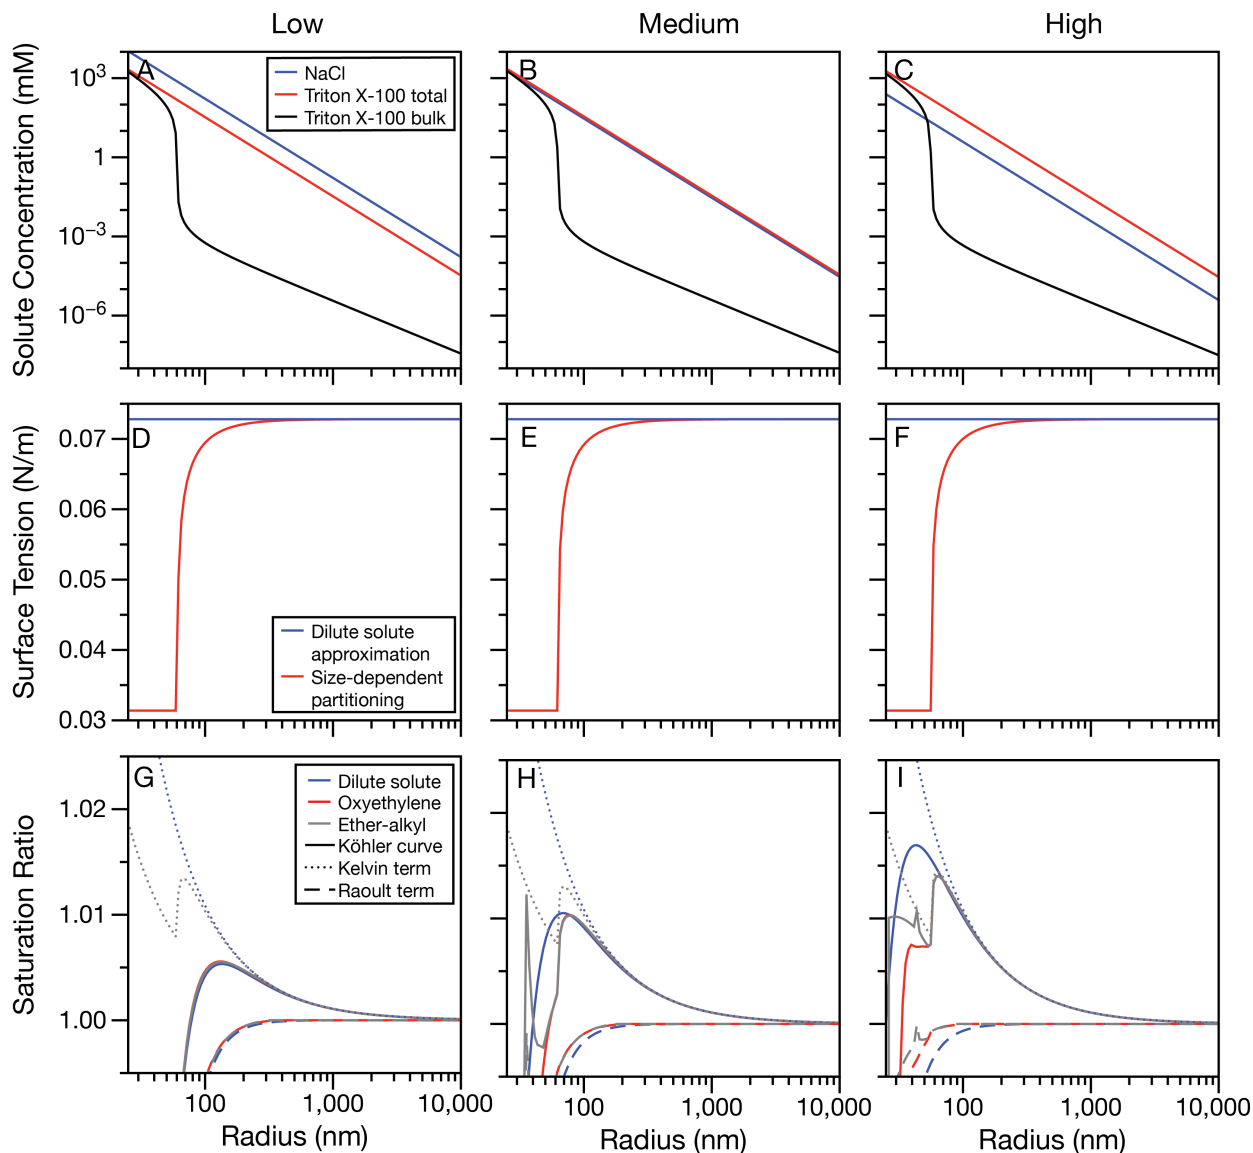 Low
Medium
High
Solute Concentration (mM)
10³
1
10⁻³
10⁻⁶
A
NaCl
Triton X-100 total
Triton X-100 bulk
B
C
Surface Tension (N/m)
0.07
0.06
0.05
0.04
0.03
D
Dilute solute
approximation
Size-dependent
partitioning
E
F
Saturation Ratio
1.02
1.01
1.00
G
Dilute solute
Oxyethylene
Ether-alkyl
Köhler curve
Kelvin term
Raoult term
H
I
100
1,000
10,000
100
1,000
10,000
100
1,000
10,000
Radius (nm)
Radius (nm)
Radius (nm)